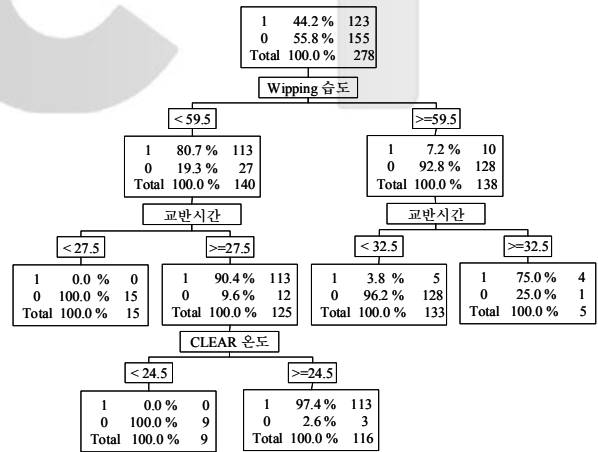 1 44.2 % 123
0 55.8 % 155
Total 100.0 % 278
Wipping 습도
< 59.5
>=59.5
1 80.7 % 113
0 19.3 % 27
Total 100.0 % 140
1 7.2 % 10
0 92.8 % 128
Total 100.0 % 138
교반시간
교반시간
< 27.5
>=27.5
< 32.5
>=32.5
1 0.0 % 0
0 100.0 % 15
Total 100.0 % 15
1 90.4 % 113
0 9.6 % 12
Total 100.0 % 125
1 3.8 % 5
0 96.2 % 128
Total 100.0 % 133
1 75.0 % 4
0 25.0 % 1
Total 100.0 % 5
CLEAR 온도
< 24.5
>=24.5
1 0.0 % 0
0 100.0 % 9
Total 100.0 % 9
1 97.4 % 113
0 2.6 % 3
Total 100.0 % 116